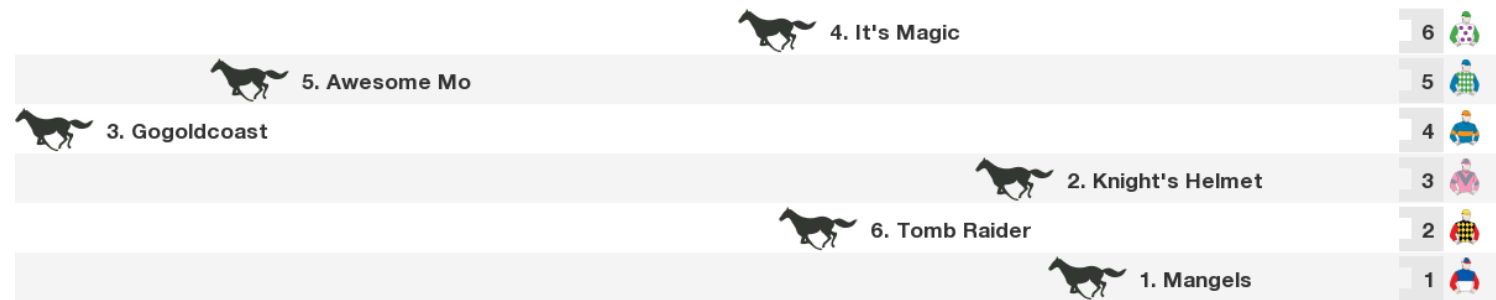 4. It's Magic 6
5. Awesome Mo 5
3. Gogoldcoast 4
2. Knight's Helmet 3
6. Tomb Raider 2
1. Mangels 1